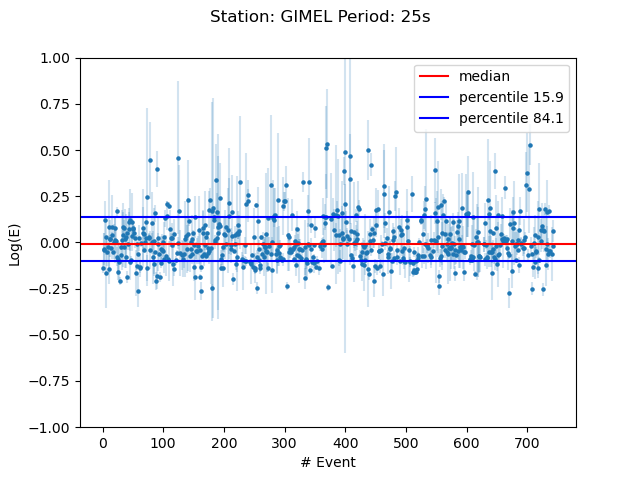 Station: GIMEL Period: 25s
1.00
0.75
0.50
0.25
0.00
−0.25
−0.50
−0.75
−1.00
Log(E)
median
percentile 15.9
percentile 84.1
0 100 200 300 400 500 600 700
# Event